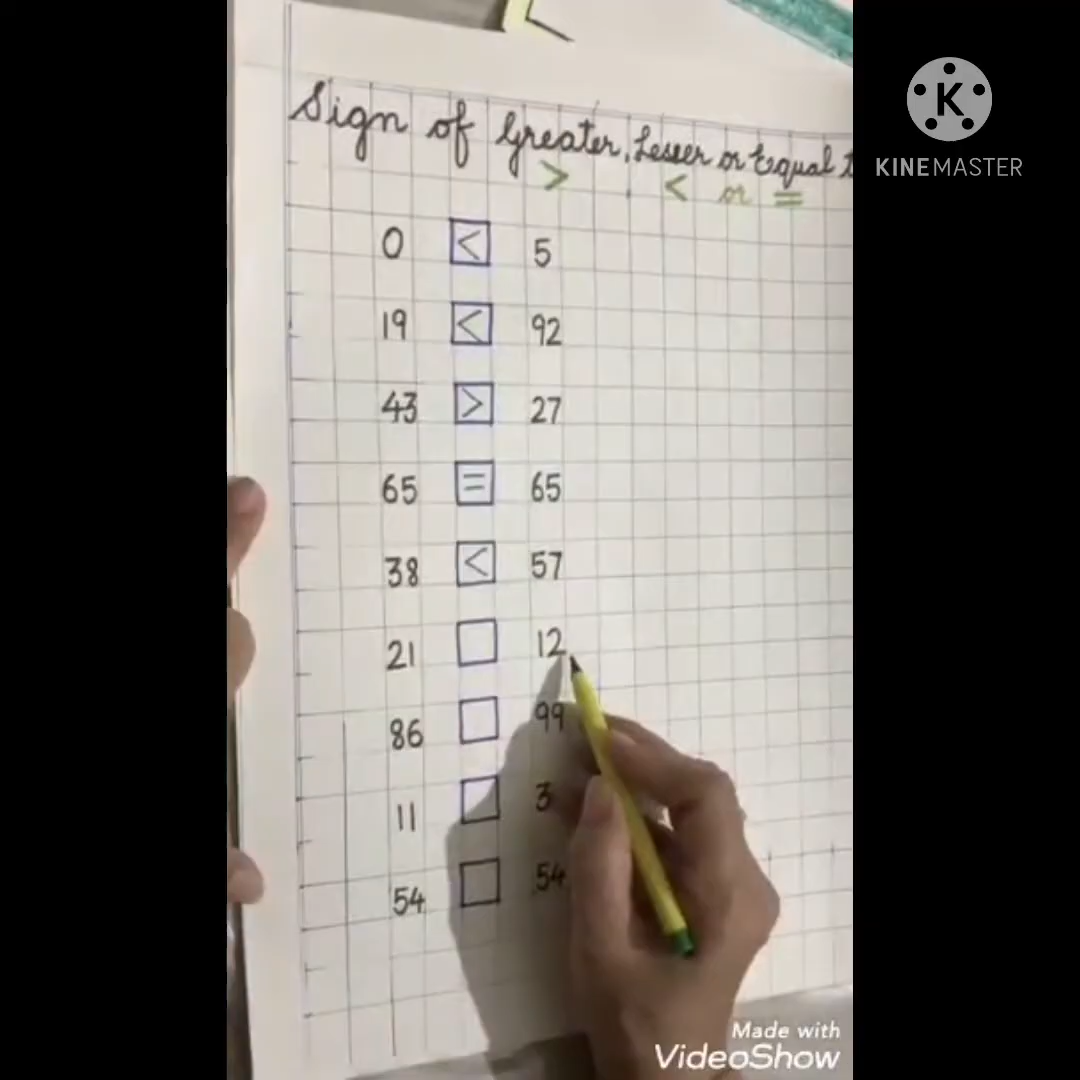 Sign of Greater, Lesser or Equal
> , < or =
0 < 5
19 < 92
43 > 27
65 = 65
38 < 57
21 12
86 99
11 3
54 54
K
KINEMASTER
Made with
VideoShow